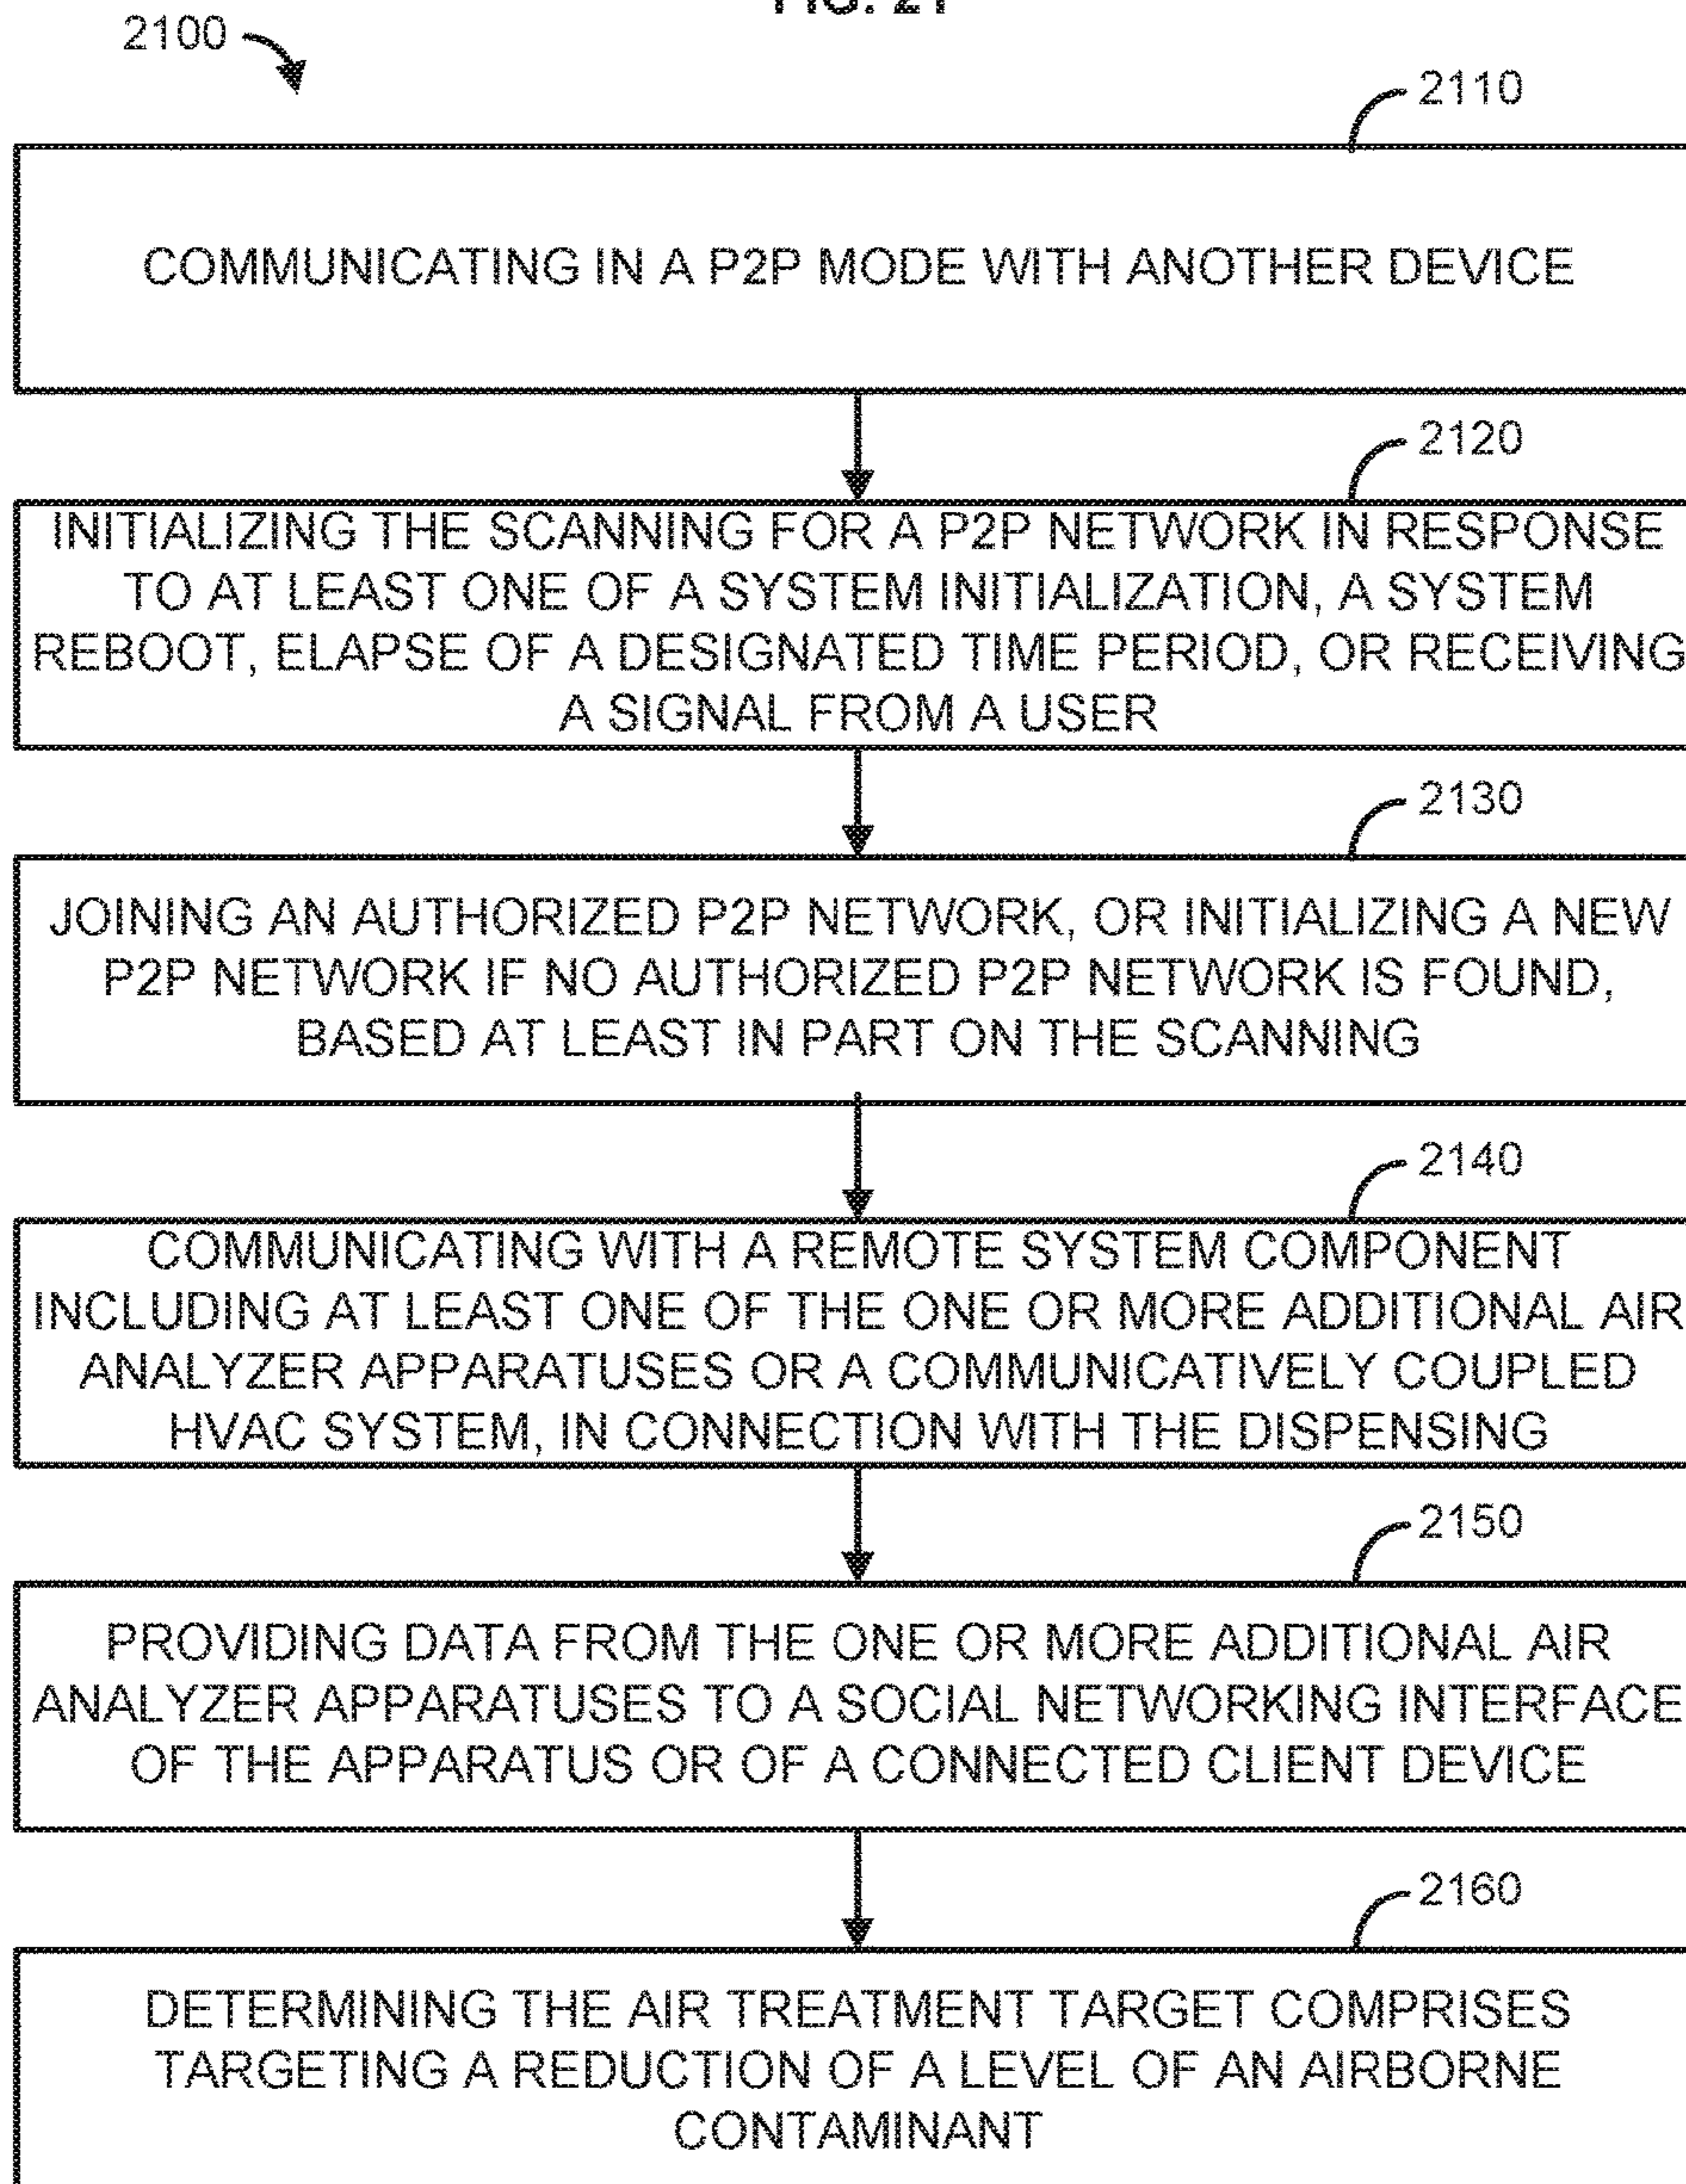 FIG. 21
2100
2110
COMMUNICATING IN A P2P MODE WITH ANOTHER DEVICE
2120
INITIALIZING THE SCANNING FOR A P2P NETWORK IN RESPONSE
TO AT LEAST ONE OF A SYSTEM INITIALIZATION, A SYSTEM
REBOOT, ELAPSE OF A DESIGNATED TIME PERIOD, OR RECEIVING
A SIGNAL FROM A USER
2130
JOINING AN AUTHORIZED P2P NETWORK, OR INITIALIZING A NEW
P2P NETWORK IF NO AUTHORIZED P2P NETWORK IS FOUND,
BASED AT LEAST IN PART ON THE SCANNING
2140
COMMUNICATING WITH A REMOTE SYSTEM COMPONENT
INCLUDING AT LEAST ONE OF THE ONE OR MORE ADDITIONAL AIR
ANALYZER APPARATUSES OR A COMMUNICATIVELY COUPLED
HVAC SYSTEM, IN CONNECTION WITH THE DISPENSING
2150
PROVIDING DATA FROM THE ONE OR MORE ADDITIONAL AIR
ANALYZER APPARATUSES TO A SOCIAL NETWORKING INTERFACE
OF THE APPARATUS OR OF A CONNECTED CLIENT DEVICE
2160
DETERMINING THE AIR TREATMENT TARGET COMPRISES
TARGETING A REDUCTION OF A LEVEL OF AN AIRBORNE
CONTAMINANT